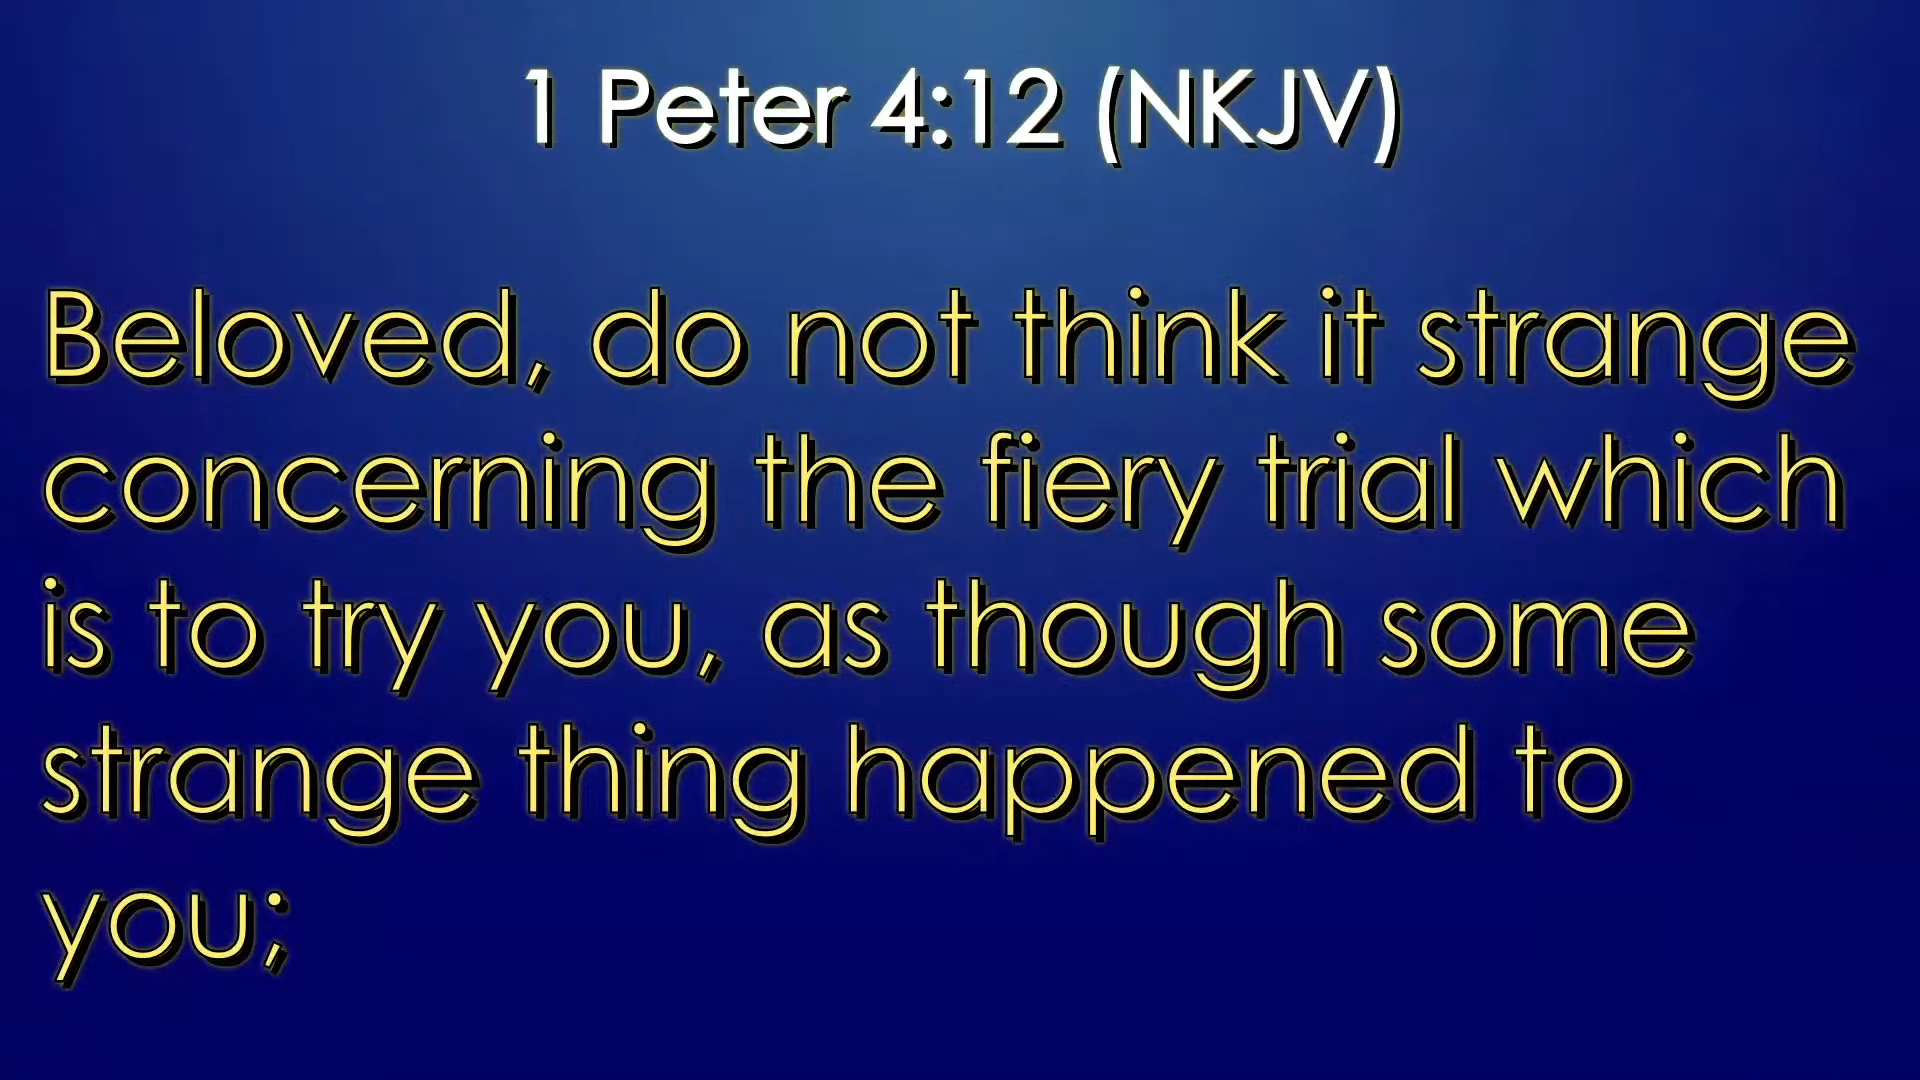 1 Peter 4:12 (NKJV)
Beloved, do not think it strange
concerning the fiery trial which
is to try you, as though some
strange thing happened to
you;